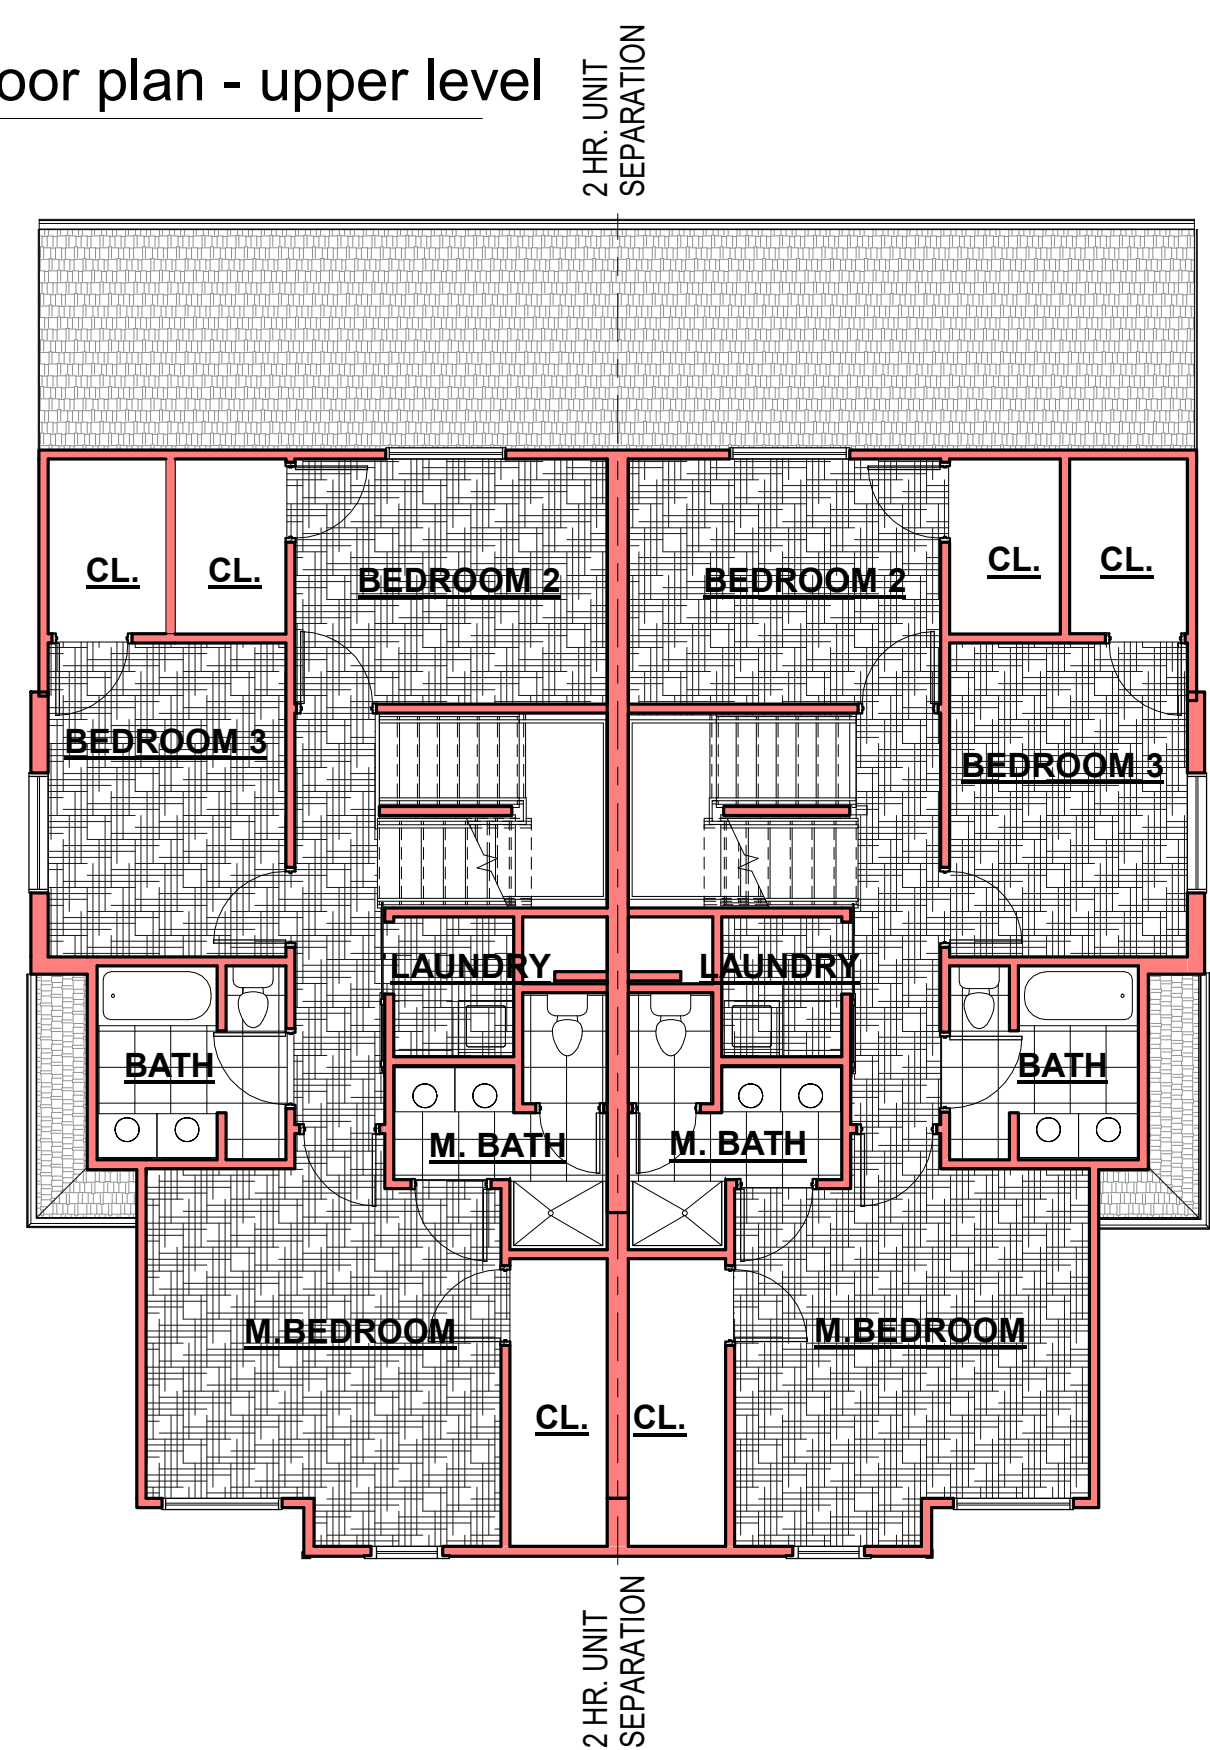 oor plan - upper level
2 HR. UNIT
SEPARATION
CL.
CL.
BEDROOM 2
BEDROOM 2
CL.
CL.
BEDROOM 3
BEDROOM 3
LAUNDRY
LAUNDRY
BATH
BATH
M. BATH
M. BATH
M.BEDROOM
M.BEDROOM
CL.
CL.
2 HR. UNIT
SEPARATION